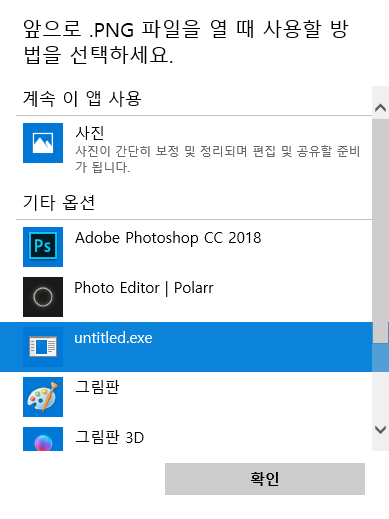 앞으로 .PNG 파일을 열 때 사용할 방
법을 선택하세요.
계속 이 앱 사용
사진
사진이 간단히 보정 및 정리되며 편집 및 공유할 준비
가 됩니다.
기타 옵션
Ps
Adobe Photoshop CC 2018
Photo Editor | Polarr
untitled.exe
그림판
그림판 3D
확인